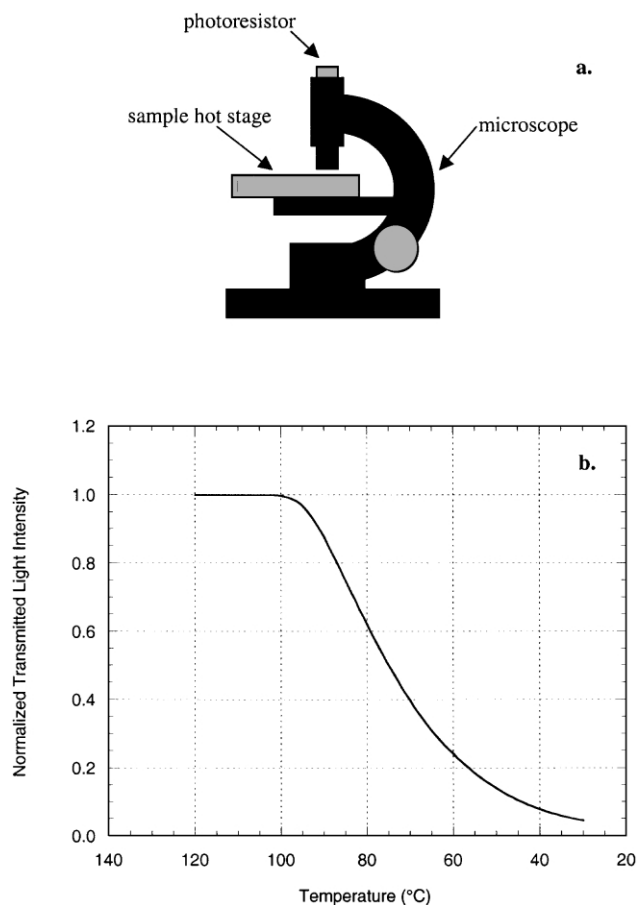 photoresistor
a.
sample hot stage
microscope
1.2
b.
1.0
0.8
0.6
0.4
0.2
0.0
Normalized Transmitted Light Intensity
140 120 100 80 60 40 20
Temperature (°C)